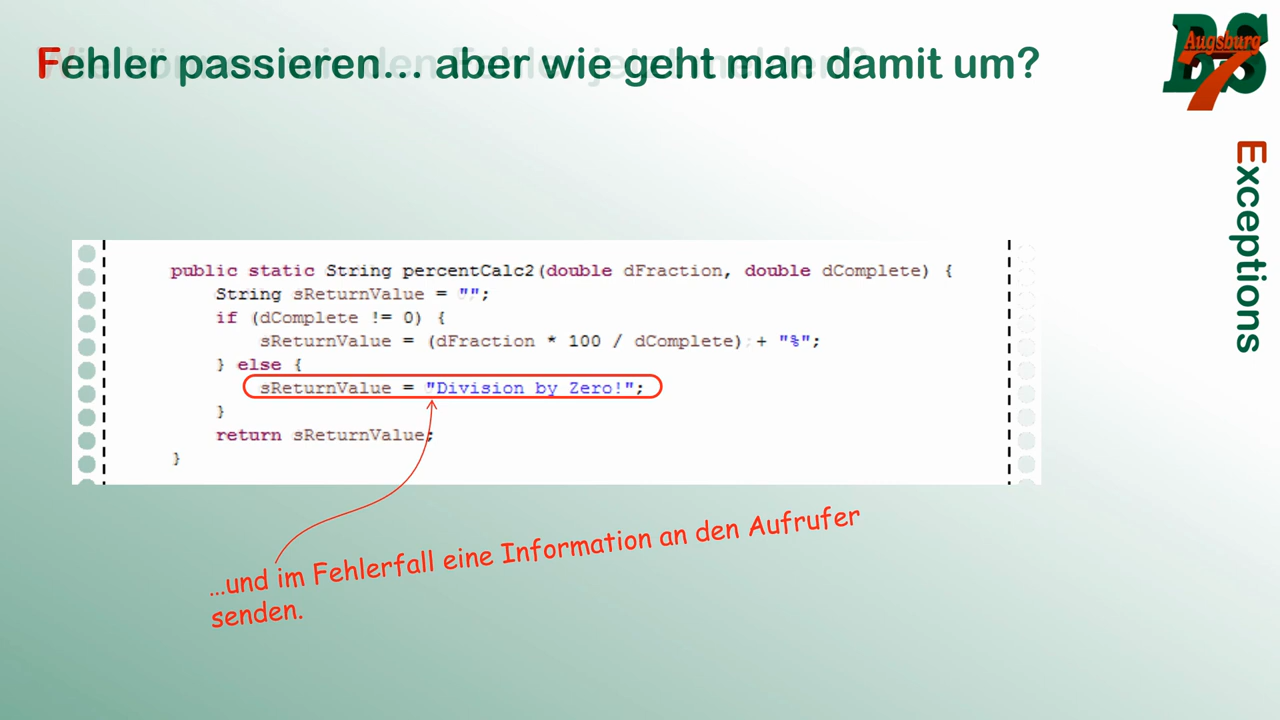 Fehler passieren... aber wie geht man damit um?
Augsburg
BS
7
Exceptions
public static String percentCalc2(double dFraction, double dComplete) {
String sReturnValue = "";
if (dComplete != 0) {
sReturnValue = (dFraction * 100 / dComplete) + "%";
} else {
sReturnValue = "Division by Zero!";
}
return sReturnValue;
}
...und im Fehlerfall eine Information an den Aufrufer
senden.